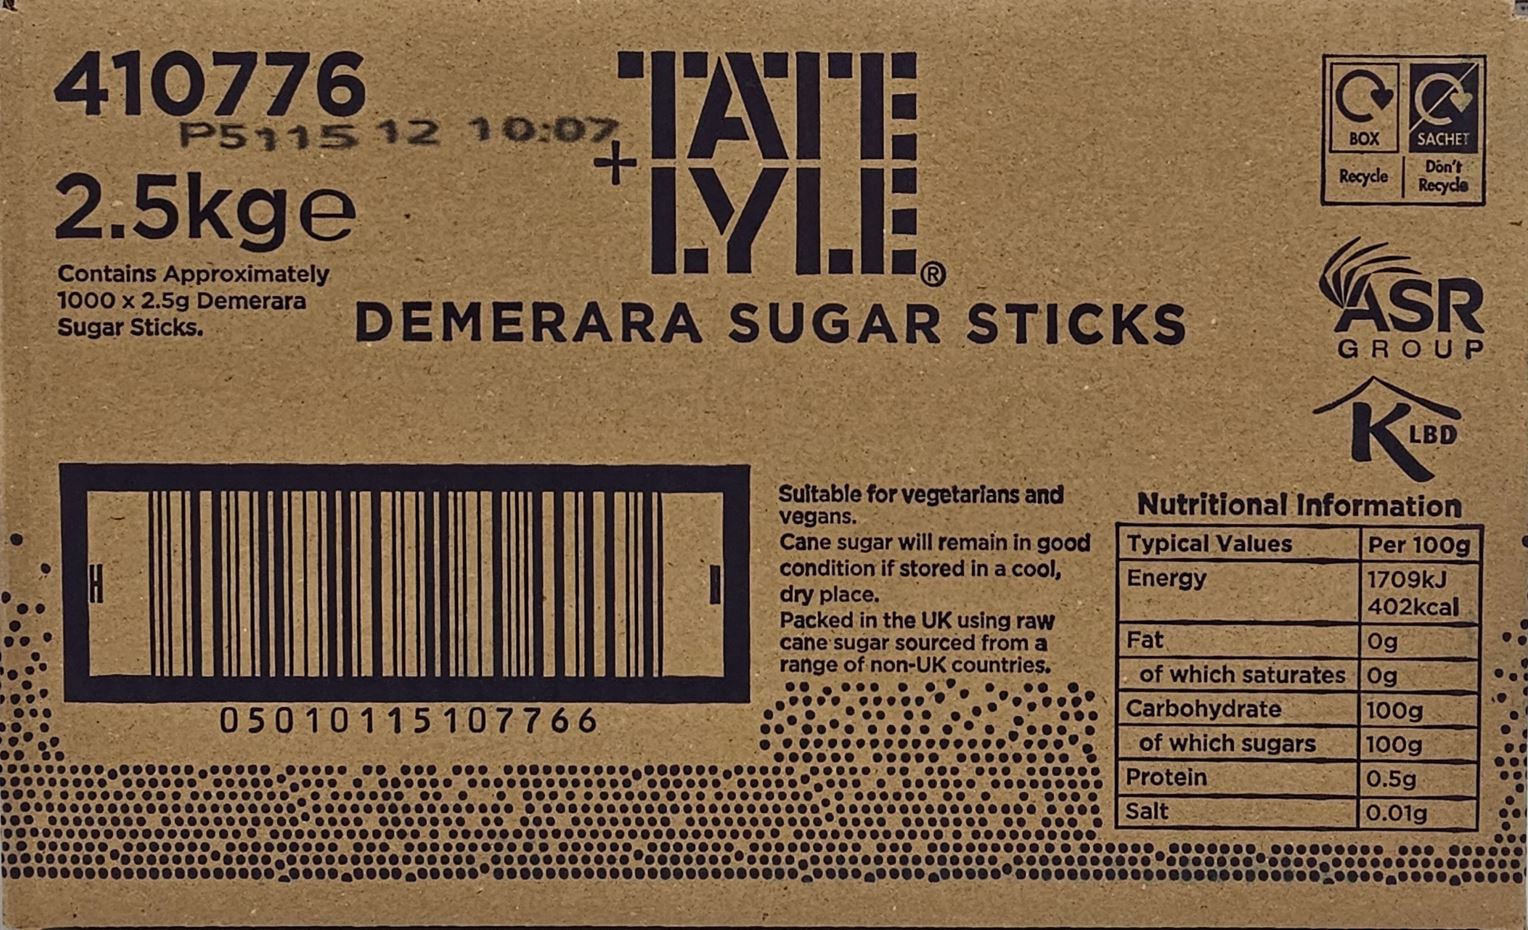 410776
P5115 12 10:07
2.5kg e
Contains Approximately
1000 x 2.5g Demerara
Sugar Sticks.
TATE
+ LYLE®
DEMERARA SUGAR STICKS
BOX
SACHET
Recycle
Don't
Recycle
ASR
GROUP
K LBD
H
05010115107766
Suitable for vegetarians and
vegans.
Cane sugar will remain in good
condition if stored in a cool,
dry place.
Packed in the UK using raw
cane sugar sourced from a
range of non-UK countries.
Nutritional Information
Typical Values Per 100g
Energy 1709kJ
402kcal
Fat 0g
of which saturates 0g
Carbohydrate 100g
of which sugars 100g
Protein 0.5g
Salt 0.01g